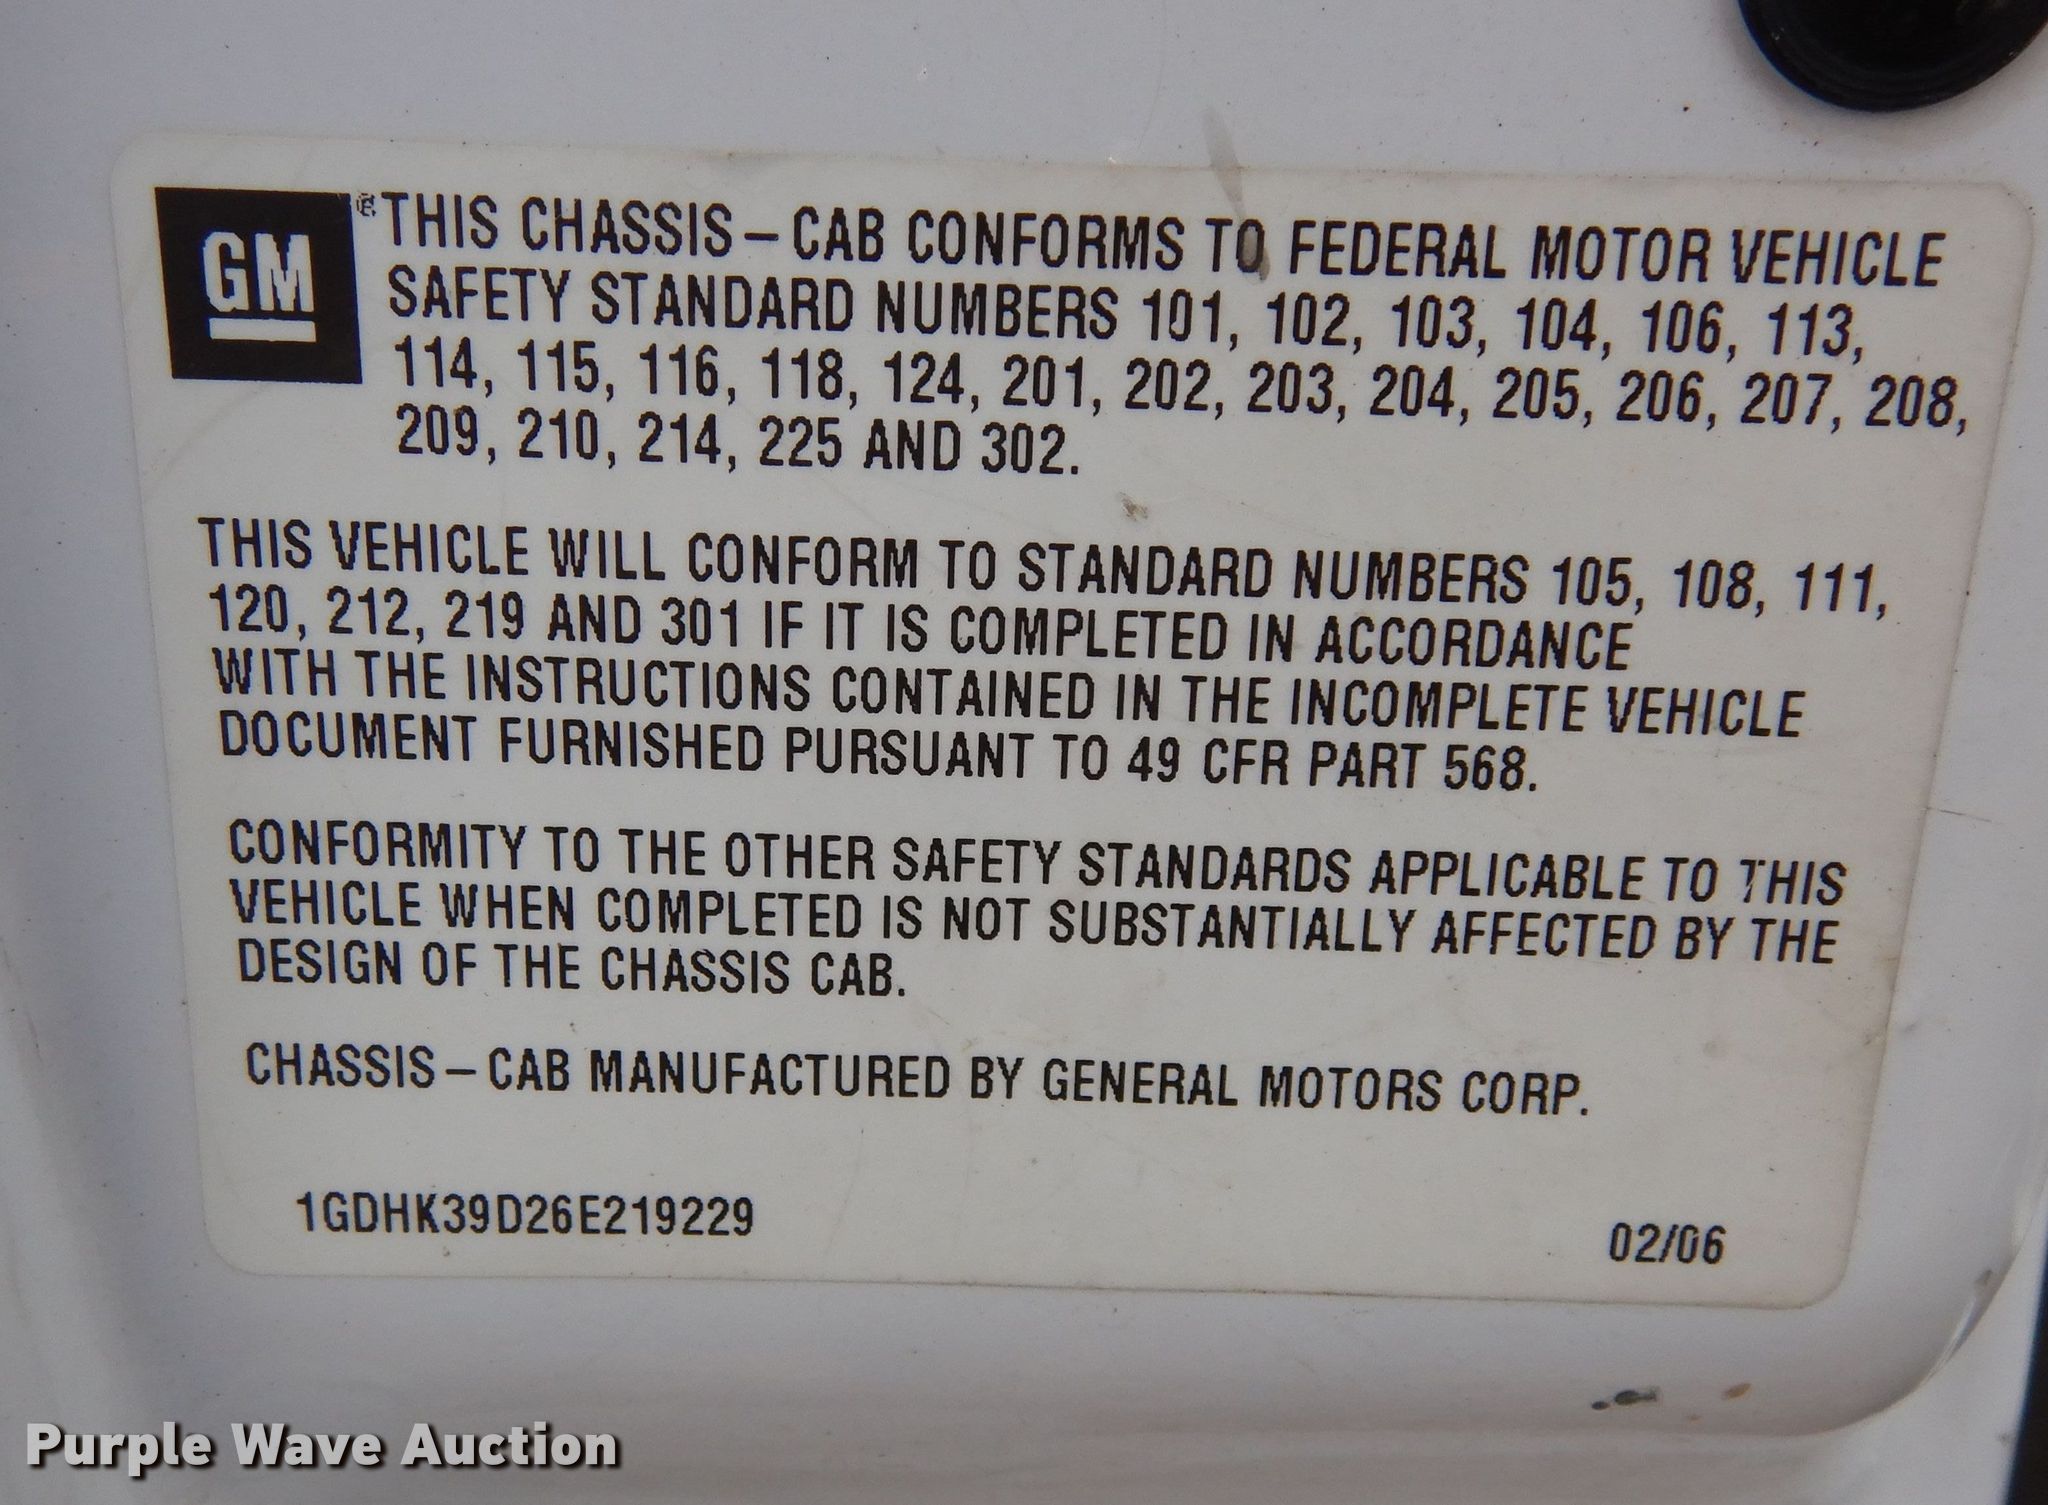 GM
® THIS CHASSIS – CAB CONFORMS TO FEDERAL MOTOR VEHICLE
SAFETY STANDARD NUMBERS 101, 102, 103, 104, 106, 113,
114, 115, 116, 118, 124, 201, 202, 203, 204, 205, 206, 207, 208,
209, 210, 214, 225 AND 302.
THIS VEHICLE WILL CONFORM TO STANDARD NUMBERS 105, 108, 111,
120, 212, 219 AND 301 IF IT IS COMPLETED IN ACCORDANCE
WITH THE INSTRUCTIONS CONTAINED IN THE INCOMPLETE VEHICLE
DOCUMENT FURNISHED PURSUANT TO 49 CFR PART 568.
CONFORMITY TO THE OTHER SAFETY STANDARDS APPLICABLE TO THIS
VEHICLE WHEN COMPLETED IS NOT SUBSTANTIALLY AFFECTED BY THE
DESIGN OF THE CHASSIS CAB.
CHASSIS – CAB MANUFACTURED BY GENERAL MOTORS CORP.
1GDHK39D26E219229
02/06
Purple Wave Auction